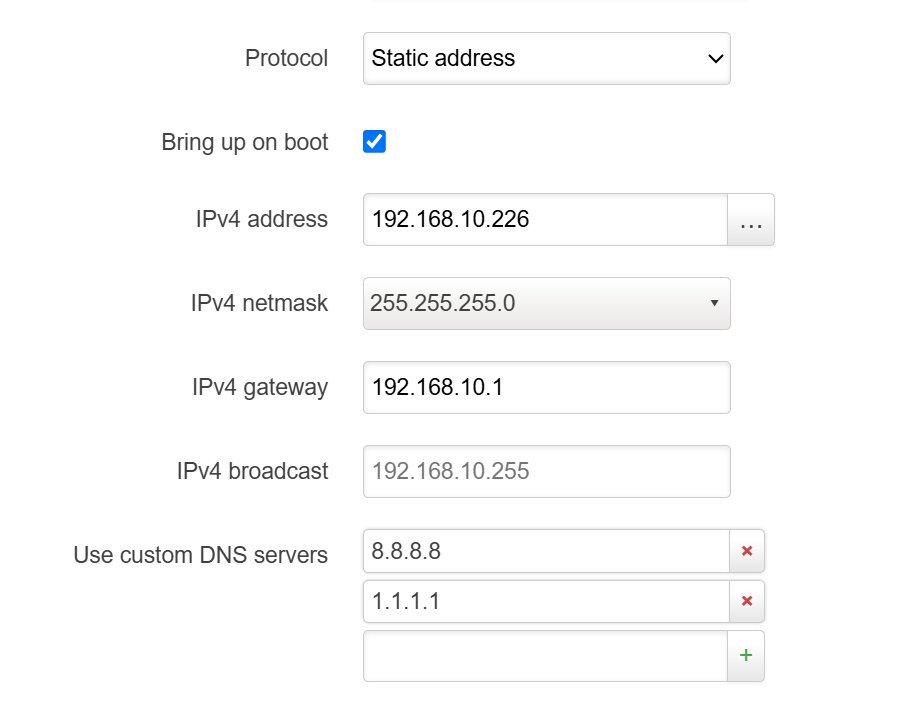 Protocol Static address
Bring up on boot
IPv4 address 192.168.10.226 ...
IPv4 netmask 255.255.255.0
IPv4 gateway 192.168.10.1
IPv4 broadcast 192.168.10.255
Use custom DNS servers 8.8.8.8 ×
1.1.1.1 ×
+